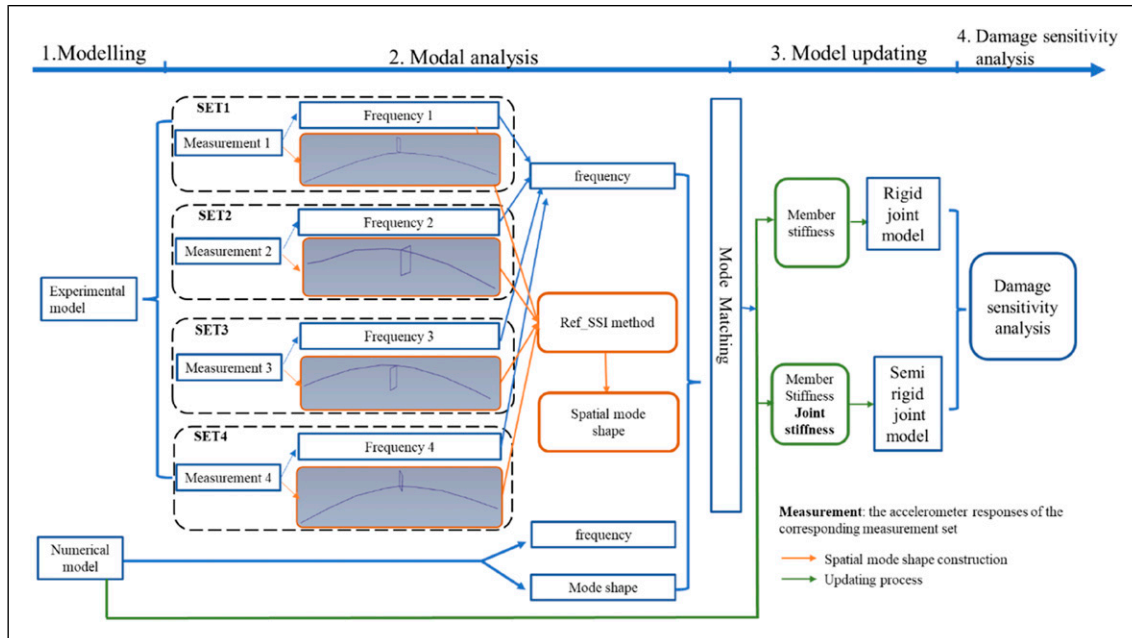 1.Modelling
2. Modal analysis
3. Model updating
4. Damage sensitivity
analysis
SET1
Frequency 1
Measurement 1
SET2
Frequency 2
Measurement 2
SET3
Frequency 3
Measurement 3
SET4
Frequency 4
Measurement 4
Experimental
model
Numerical
model
frequency
Ref_SSI method
Spatial mode
shape
frequency
Mode shape
Mode Matching
Member
stiffness
Rigid
joint
model
Member
Stiffness
Joint
stiffness
Semi
rigid
joint
model
Damage
sensitivity
analysis
Measurement: the accelerometer responses of the
corresponding measurement set
Spatial mode shape construction
Updating process